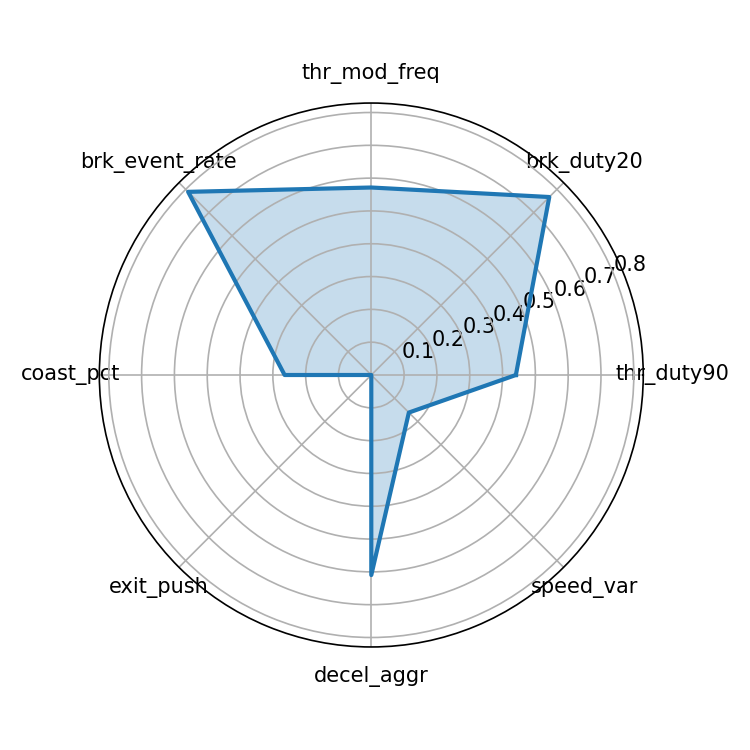 thr_mod_freq
brk_event_rate
brk_duty20
0.8
0.7
0.6
0.5
0.4
0.3
0.2
0.1
coast_pct
thr_duty90
exit_push
speed_var
decel_aggr